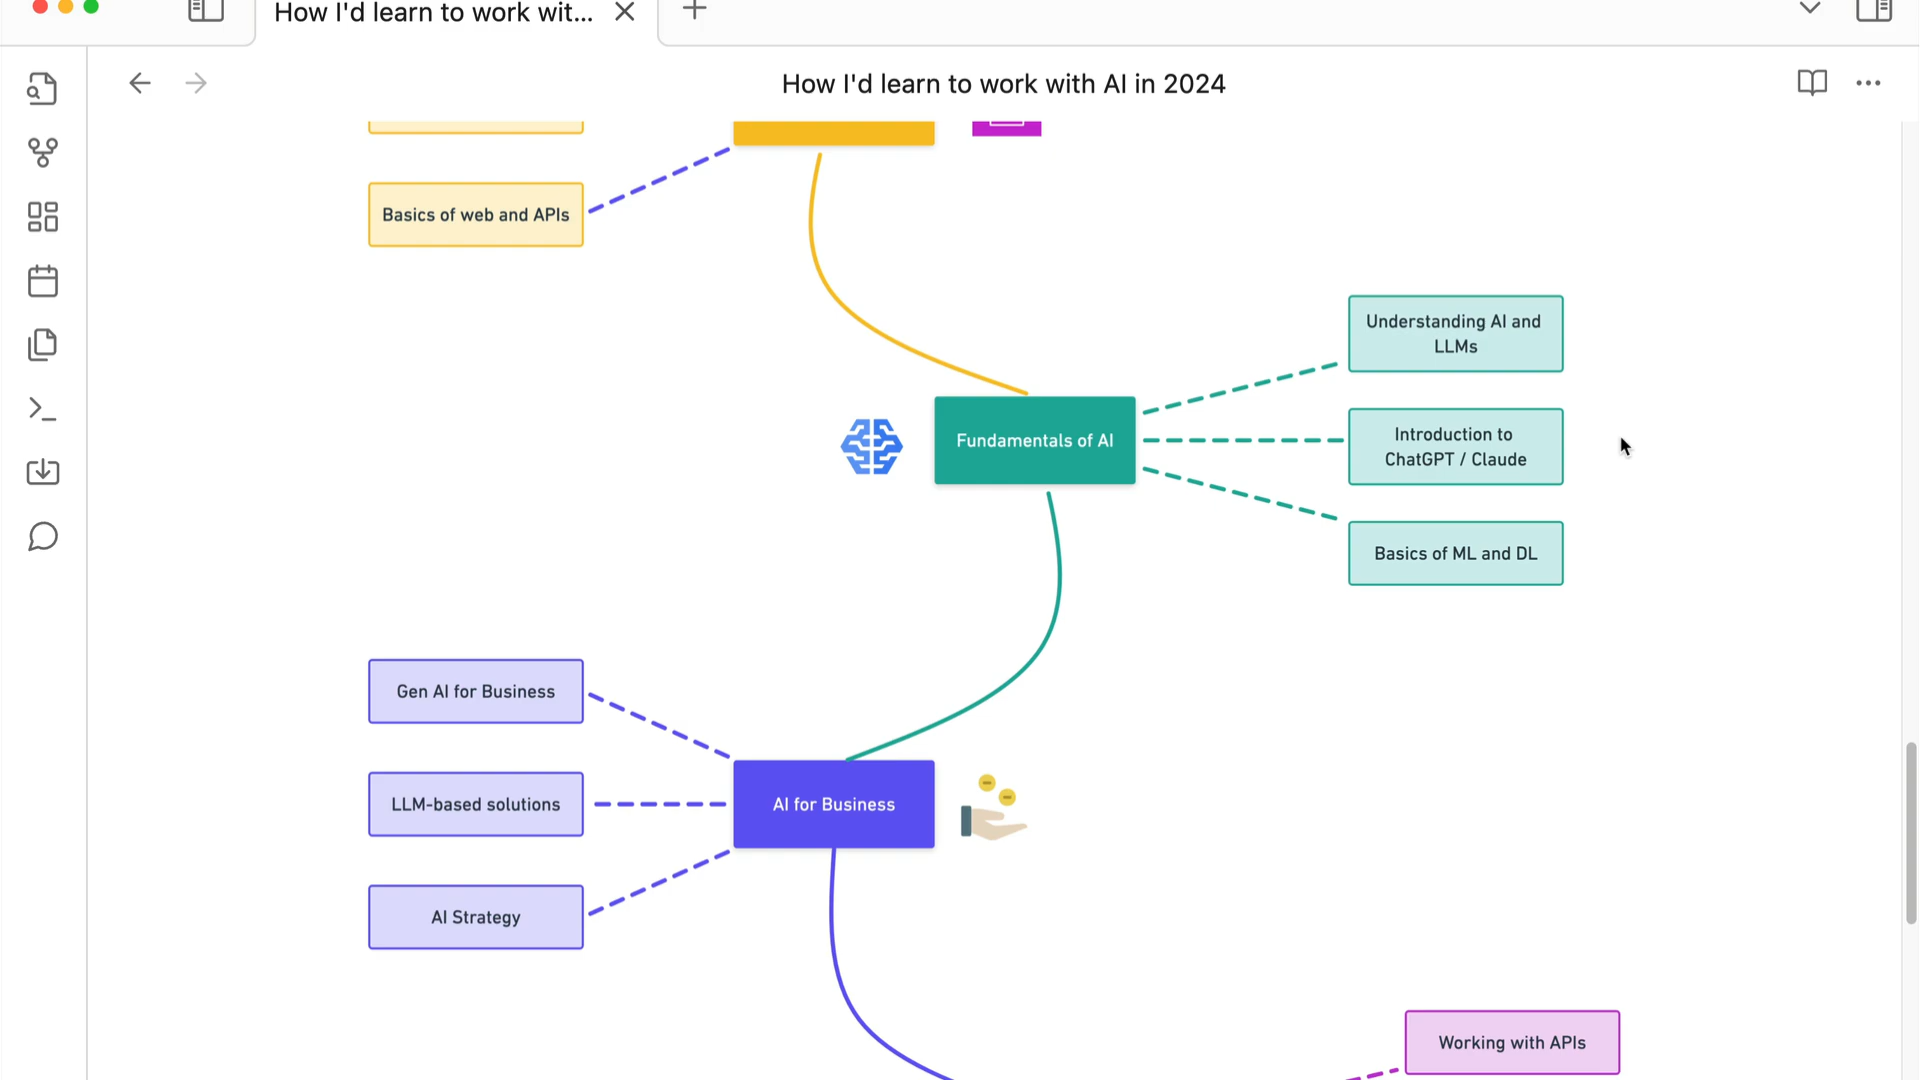 How I'd learn to work wit...
How I'd learn to work with AI in 2024
Basics of web and APIs
Understanding AI and
LLMs
Fundamentals of AI
Introduction to
ChatGPT / Claude
Basics of ML and DL
Gen AI for Business
LLM-based solutions
AI for Business
AI Strategy
Working with APIs